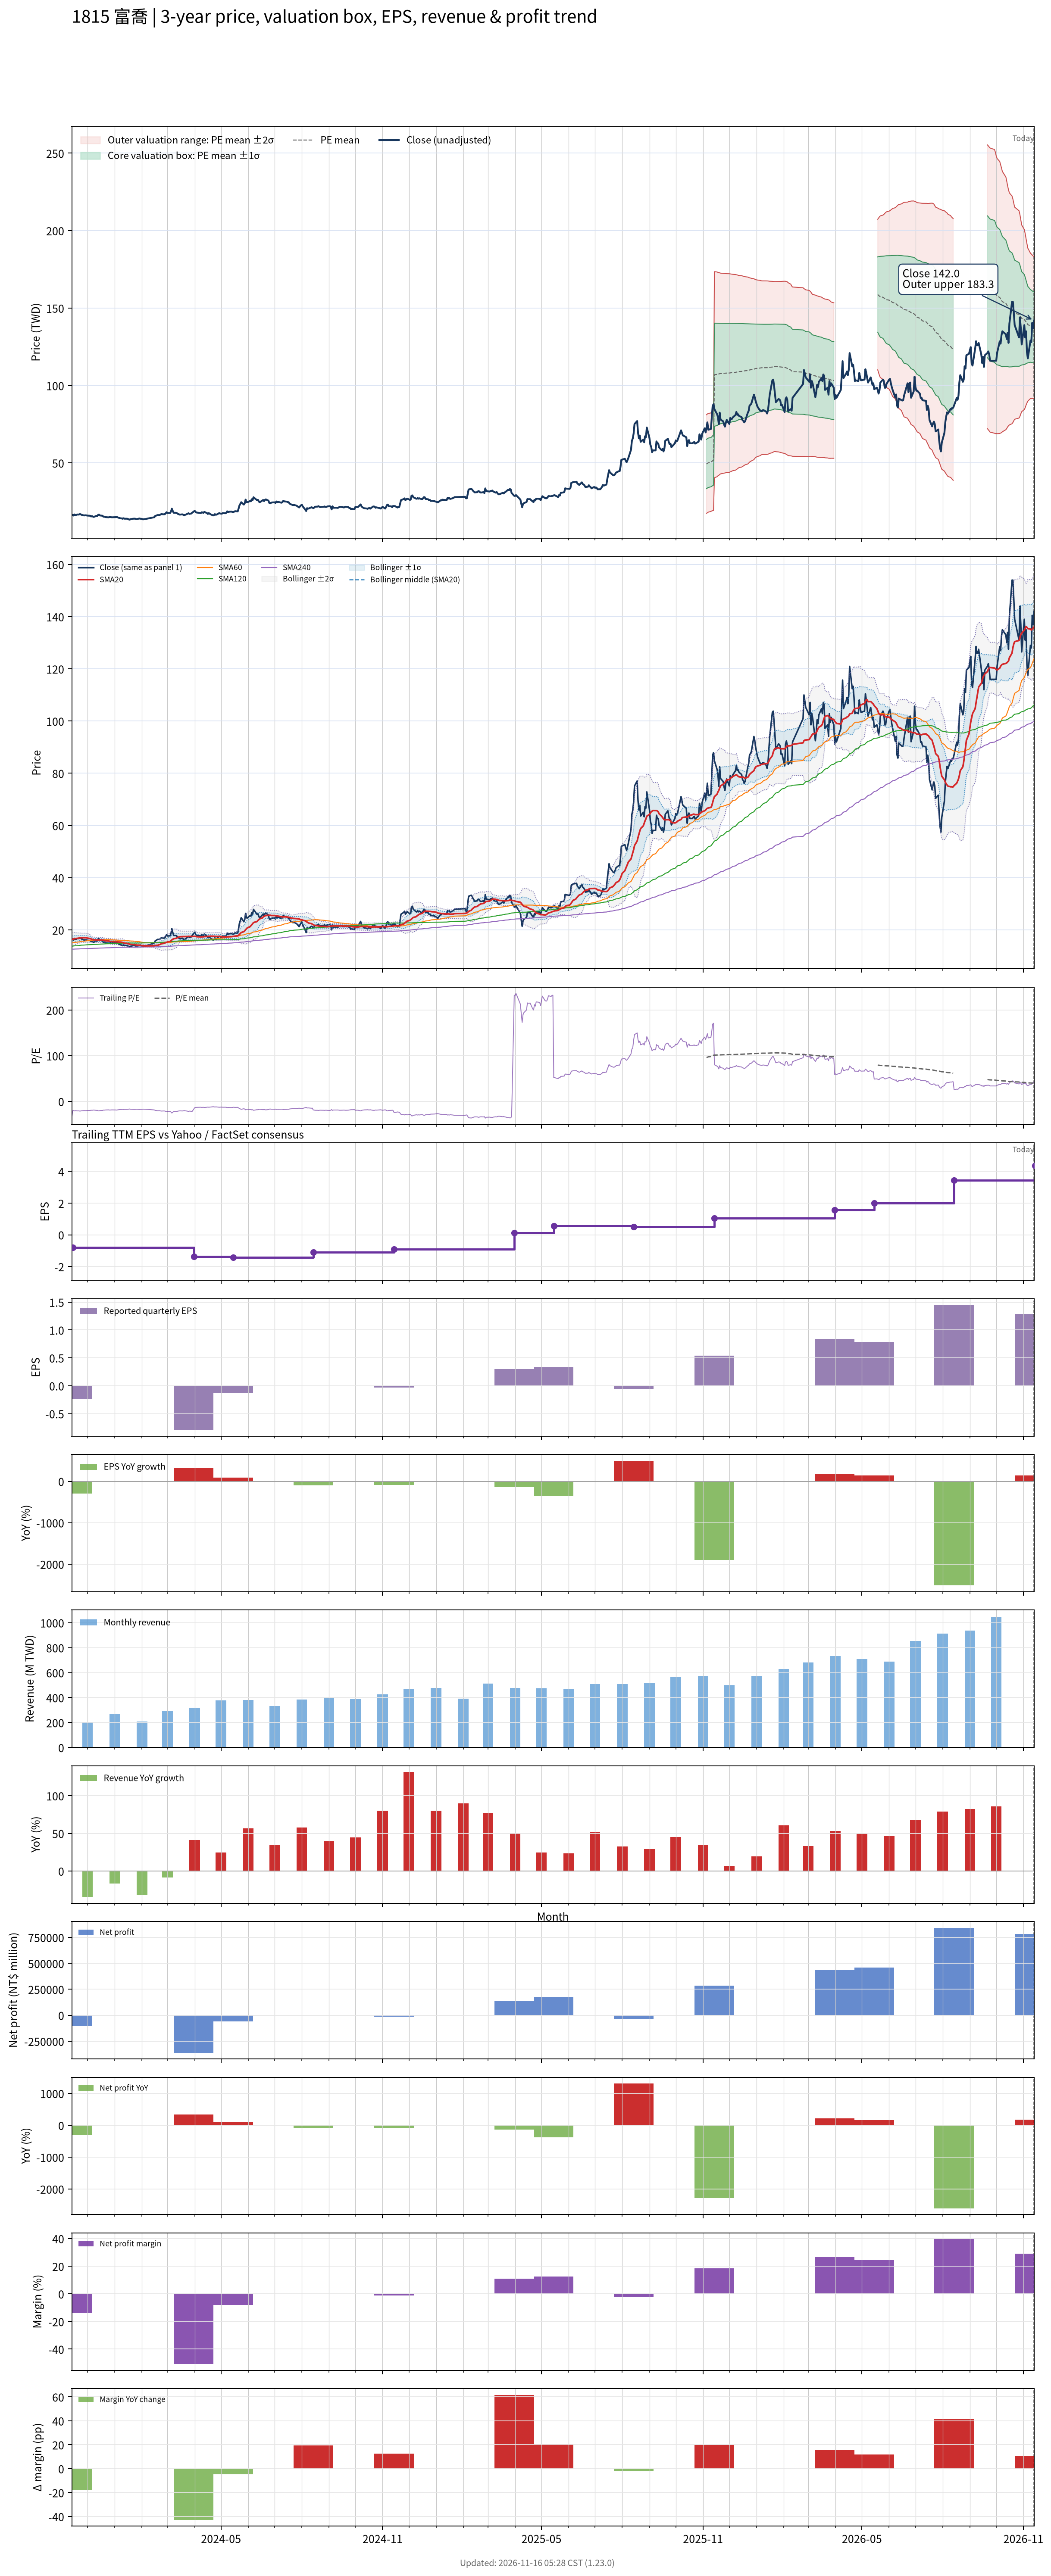 1815 富喬 | 3-year price, valuation box, EPS, revenue & profit trend
Outer valuation range: PE mean ±2σ
Core valuation box: PE mean ±1σ
PE mean
Close (unadjusted)
Today
Close 142.0
Outer upper 183.3
Price (TWD)
250
200
150
100
50
Close (same as panel 1)
SMA20
SMA60
SMA120
SMA240
Bollinger ±2σ
Bollinger ±1σ
Bollinger middle (SMA20)
Price
160
140
120
100
80
60
40
20
Trailing P/E
P/E mean
P/E
200
100
0
Trailing TTM EPS vs Yahoo / FactSet consensus
Today
EPS
4
2
0
-2
Reported quarterly EPS
EPS
1.5
1.0
0.5
0.0
-0.5
EPS YoY growth
YoY (%)
0
-1000
-2000
Monthly revenue
Revenue (M TWD)
1000
800
600
400
200
0
Revenue YoY growth
YoY (%)
100
50
0
Month
Net profit
Net profit (NT$ million)
750000
500000
250000
0
-250000
Net profit YoY
YoY (%)
1000
0
-1000
-2000
Net profit margin
Margin (%)
40
20
0
-20
-40
Margin YoY change
Δ margin (pp)
60
40
20
0
-20
-40
2024-05
2024-11
2025-05
2025-11
2026-05
2026-11
Updated: 2026-11-16 05:28 CST (1.23.0)